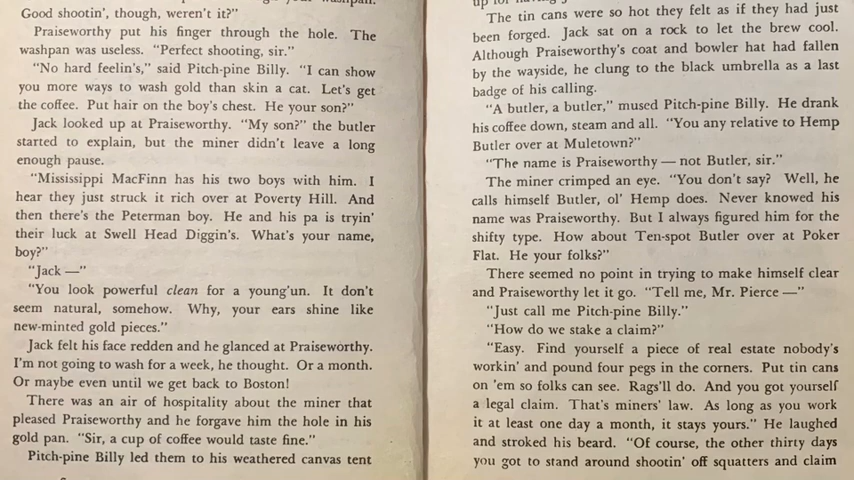 washpan.
Good shootin', though, weren't it?"
Praiseworthy put his finger through the hole. The
washpan was useless. "Perfect shooting, sir."
"No hard feelin's," said Pitch-pine Billy. "I can show
you more ways to wash gold than skin a cat. Let's get
the coffee. Put hair on the boy's chest. He your son?"
Jack looked up at Praiseworthy. "My son?" the butler
started to explain, but the miner didn't leave a long
enough pause.
"Mississippi MacFinn has his two boys with him. I
hear they just struck it rich over at Poverty Hill. And
then there's the Peterman boy. He and his pa is tryin'
their luck at Swell Head Diggin's. What's your name,
boy?"
"Jack —"
"You look powerful clean for a young'un. It don't
seem natural, somehow. Why, your ears shine like
new-minted gold pieces."
Jack felt his face redden and he glanced at Praiseworthy.
I'm not going to wash for a week, he thought. Or a month.
Or maybe even until we get back to Boston!
There was an air of hospitality about the miner that
pleased Praiseworthy and he forgave him the hole in his
gold pan. "Sir, a cup of coffee would taste fine."
Pitch-pine Billy led them to his weathered canvas tent
up for
The tin cans were so hot they felt as if they had just
been forged. Jack sat on a rock to let the brew cool.
Although Praiseworthy's coat and bowler hat had fallen
by the wayside, he clung to the black umbrella as a last
badge of his calling.
"A butler, a butler," mused Pitch-pine Billy. He drank
his coffee down, steam and all. "You any relative to Hemp
Butler over at Muletown?"
"The name is Praiseworthy — not Butler, sir."
The miner crimped an eye. "You don't say? Well, he
calls himself Butler, ol' Hemp does. Never knowed his
name was Praiseworthy. But I always figured him for the
shifty type. How about Ten-spot Butler over at Poker
Flat. He your folks?"
There seemed no point in trying to make himself clear
and Praiseworthy let it go. "Tell me, Mr. Pierce —"
"Just call me Pitch-pine Billy."
"How do we stake a claim?"
"Easy. Find yourself a piece of real estate nobody's
workin' and pound four pegs in the corners. Put tin cans
on 'em so folks can see. Rags'll do. And you got yourself
a legal claim. That's miners' law. As long as you work
it at least one day a month, it stays yours." He laughed
and stroked his beard. "Of course, the other thirty days
you got to stand around shootin' off squatters and claim